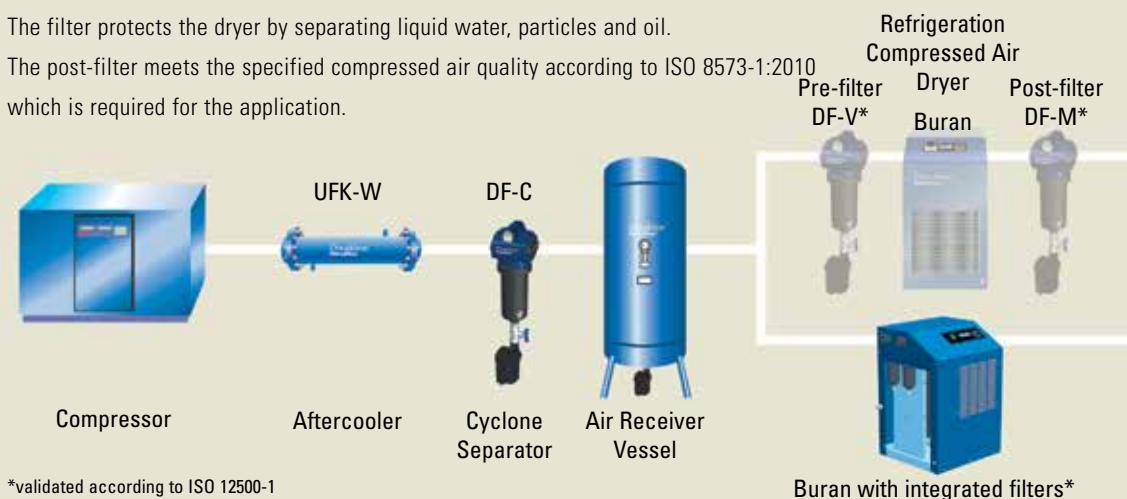 The filter protects the dryer by separating liquid water, particles and oil.
The post-filter meets the specified compressed air quality according to ISO 8573-1:2010
which is required for the application.
Refrigeration
Compressed Air
Dryer
Buran
Pre-filter
DF-V*
Post-filter
DF-M*
UFK-W
DF-C
Compressor
Aftercooler
Cyclone
Separator
Air Receiver
Vessel
*validated according to ISO 12500-1
Buran with integrated filters*